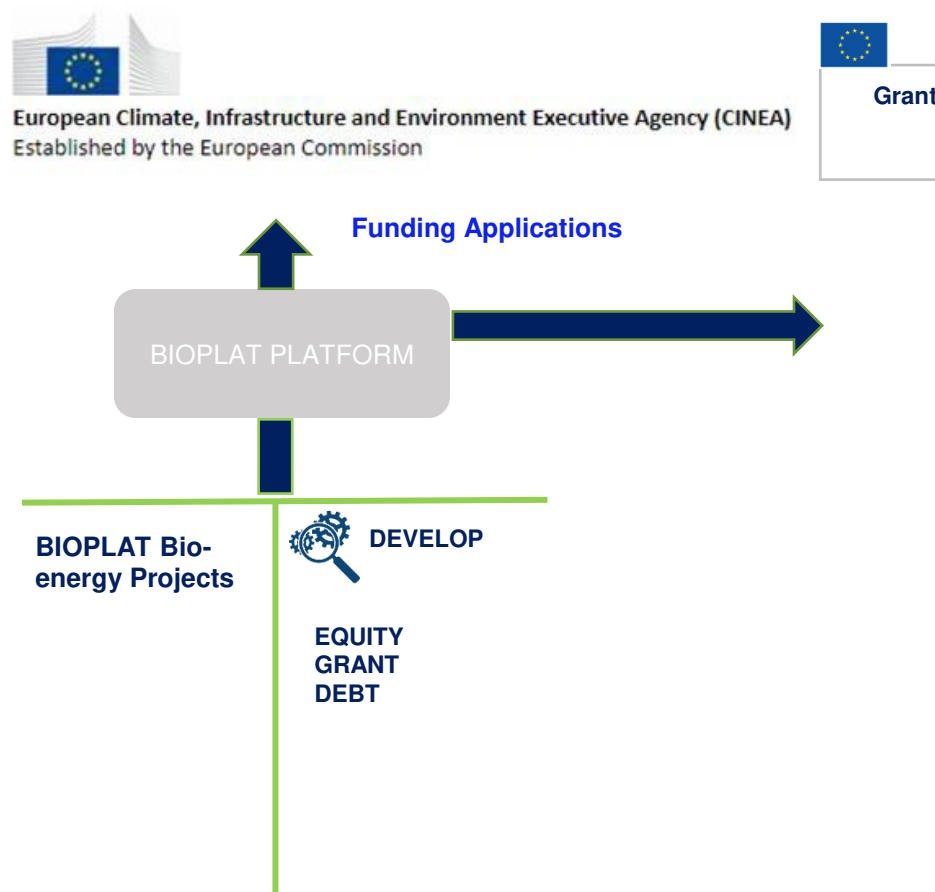 European Climate, Infrastructure and Environment Executive Agency (CINEA)
Established by the European Commission
Grant
Funding Applications
BIOPLAT PLATFORM
BIOPLAT Bio-
energy Projects
DEVELOP
EQUITY
GRANT
DEBT